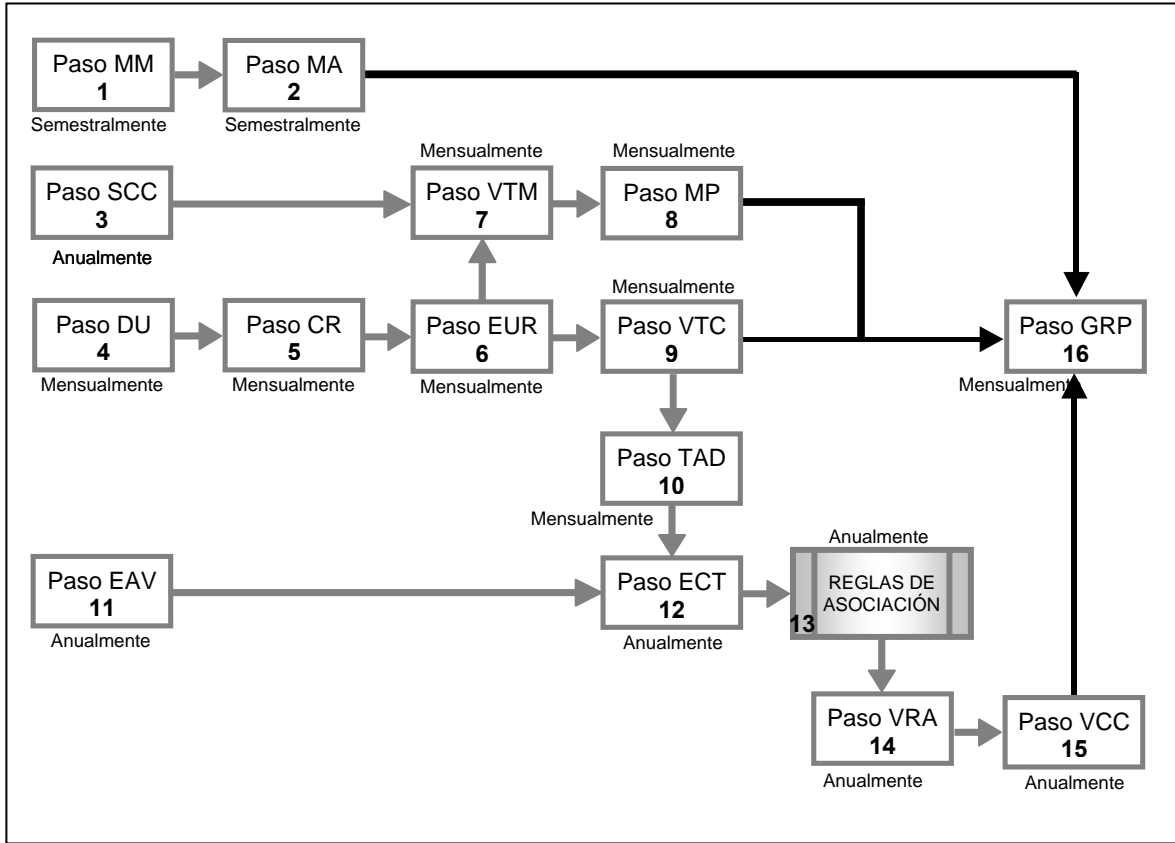 Paso MM
1
Semestralmente
Paso MA
2
Semestralmente
Paso SCC
3
Anualmente
Mensualmente
Paso VTM
7
Mensualmente
Paso MP
8
Paso DU
4
Mensualmente
Paso CR
5
Mensualmente
Paso EUR
6
Mensualmente
Mensualmente
Paso VTC
9
Paso GRP
16
Mensualmente
Paso TAD
10
Mensualmente
Paso EAV
11
Anualmente
Paso ECT
12
Anualmente
Anualmente
REGLAS DE
ASOCIACIÓN
13
Paso VRA
14
Anualmente
Paso VCC
15
Anualmente